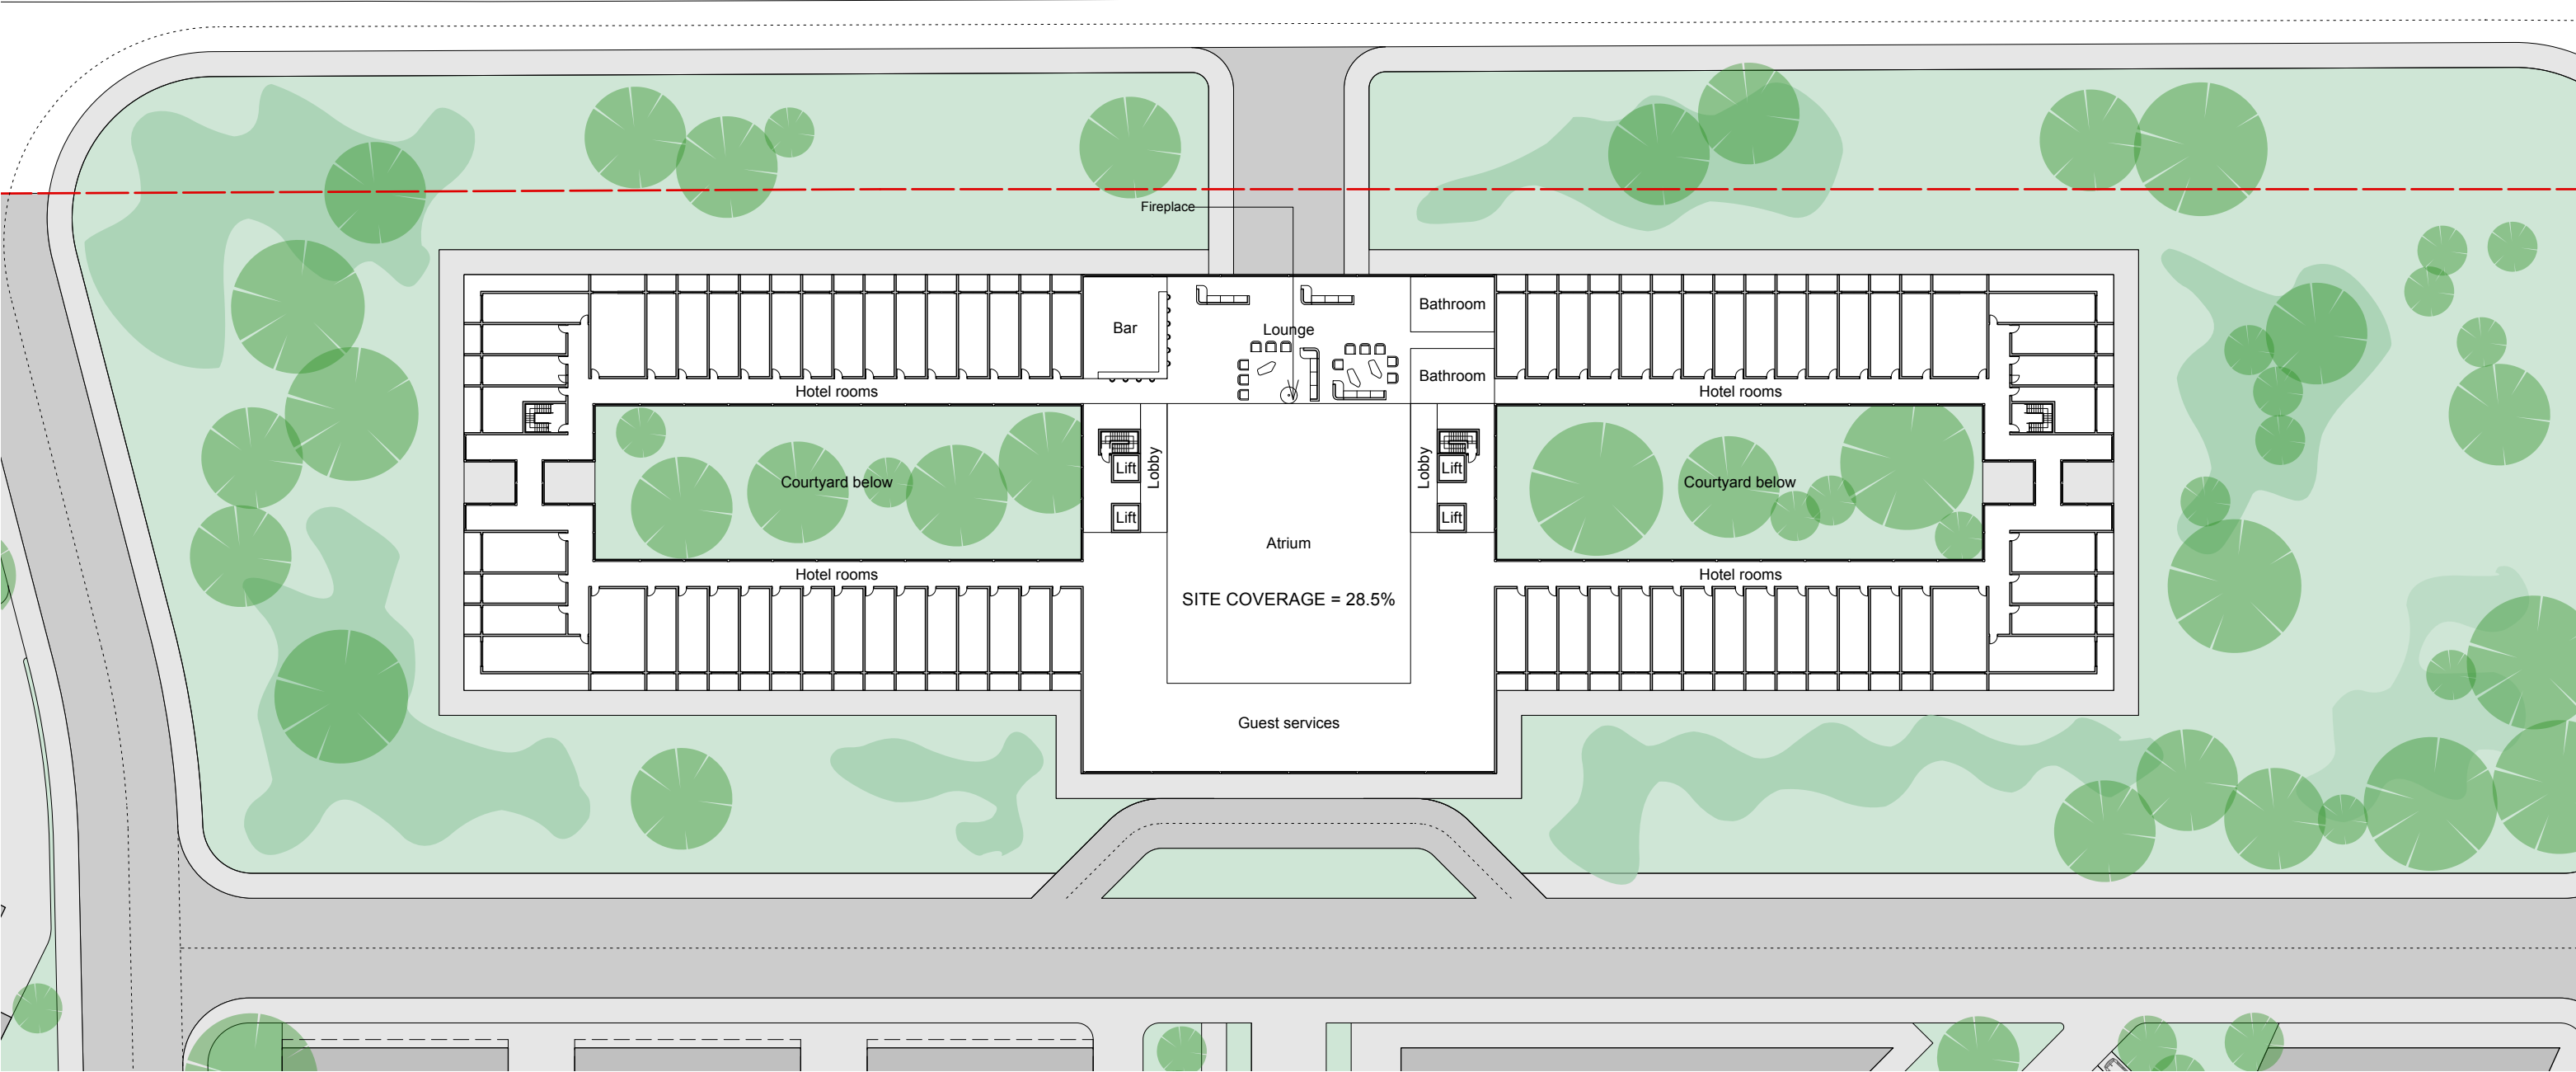 Fireplace
Bar
Lounge
Bathroom
Bathroom
Hotel rooms
Hotel rooms
Lift
Lobby
Lobby
Lift
Courtyard below
Courtyard below
Lift
Lift
Atrium
Hotel rooms
Hotel rooms
SITE COVERAGE = 28.5%
Guest services